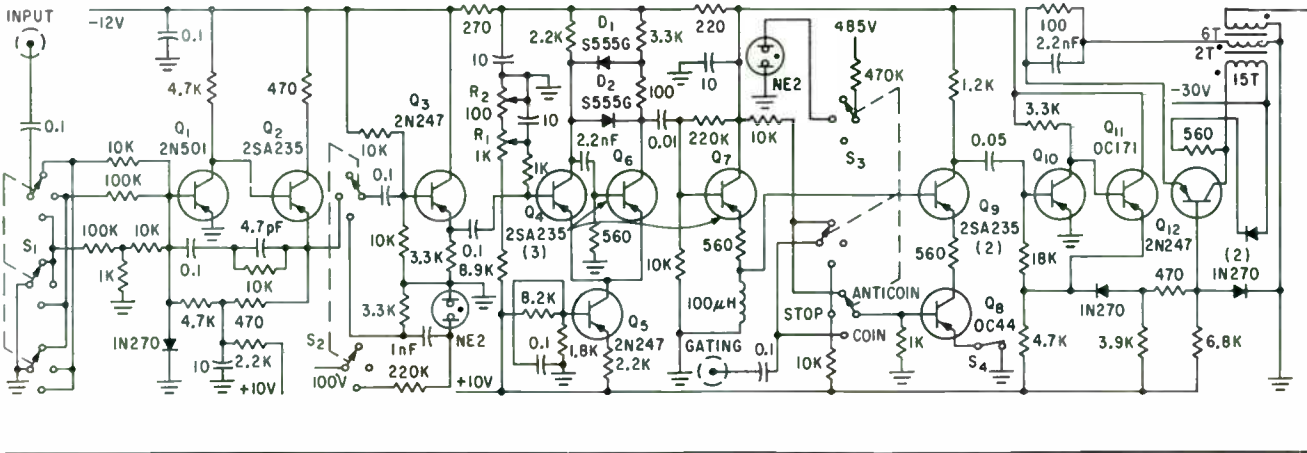 INPUT
-12V
0.1
0.1
4.7K
470
Q1
2N501
Q2
2SA235
10K
100K
4.7pF
S1
100K
10K
1K
0.1
10K
4.7K
470
1N270
10
2.2K
+10V
Q3
2N247
10K
0.1
10K
3.3K
0.1
8.9K
3.3K
NE2
S2
1nF
100V
220K
+10V
270
10
R2
100
10
R1
1K
1K
2.2K
D1
S555G
3.3K
D2
S555G
100
2.2nF
0.01
Q6
Q4
2SA235
(3)
560
8.2K
Q5
2N247
0.1
1.8K
2.2K
220
10
NE2
220K
10K
Q7
560
10K
100µH
GATING
0.1
485V
470K
S3
ANTICOIN
STOP
COIN
10K
1K
1.2K
0.05
Q9
2SA235
(2)
560
Q8
OC44
S4
100
2.2nF
3.3K
Q10
Q11
OC171
18K
Q12
2N247
1N270
470
4.7K
3.9K
6.8K
6T
2T
15T
-30V
560
(2)
1N270